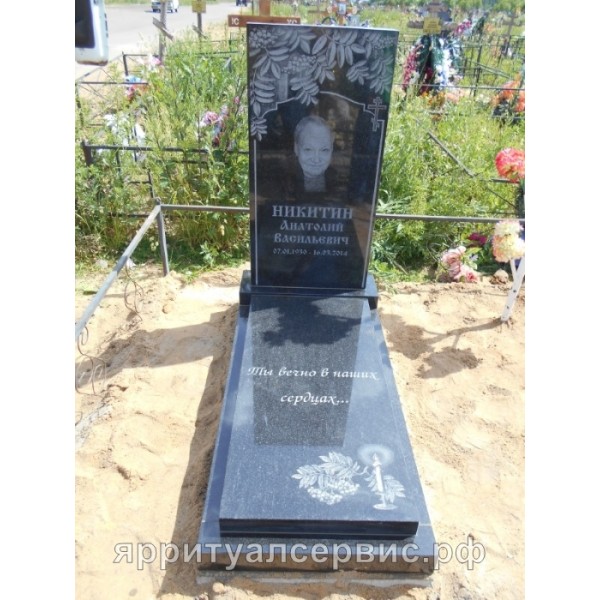 НИКИТИН
Анатолий
Васильевич
Ты вечно в наших
сердцах...
ярритуалсервис.рф